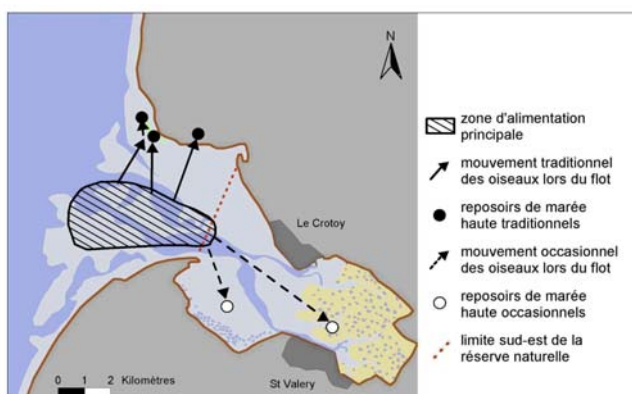 N
Le Crotoy
St Valery
0 1 2 Kilomètres
zone d'alimentation
principale
mouvement traditionnel
des oiseaux lors du flot
reposoirs de marée
haute traditionnels
mouvement occasionnel
des oiseaux lors du flot
reposoirs de marée
haute occasionnels
limite sud-est de la
réserve naturelle